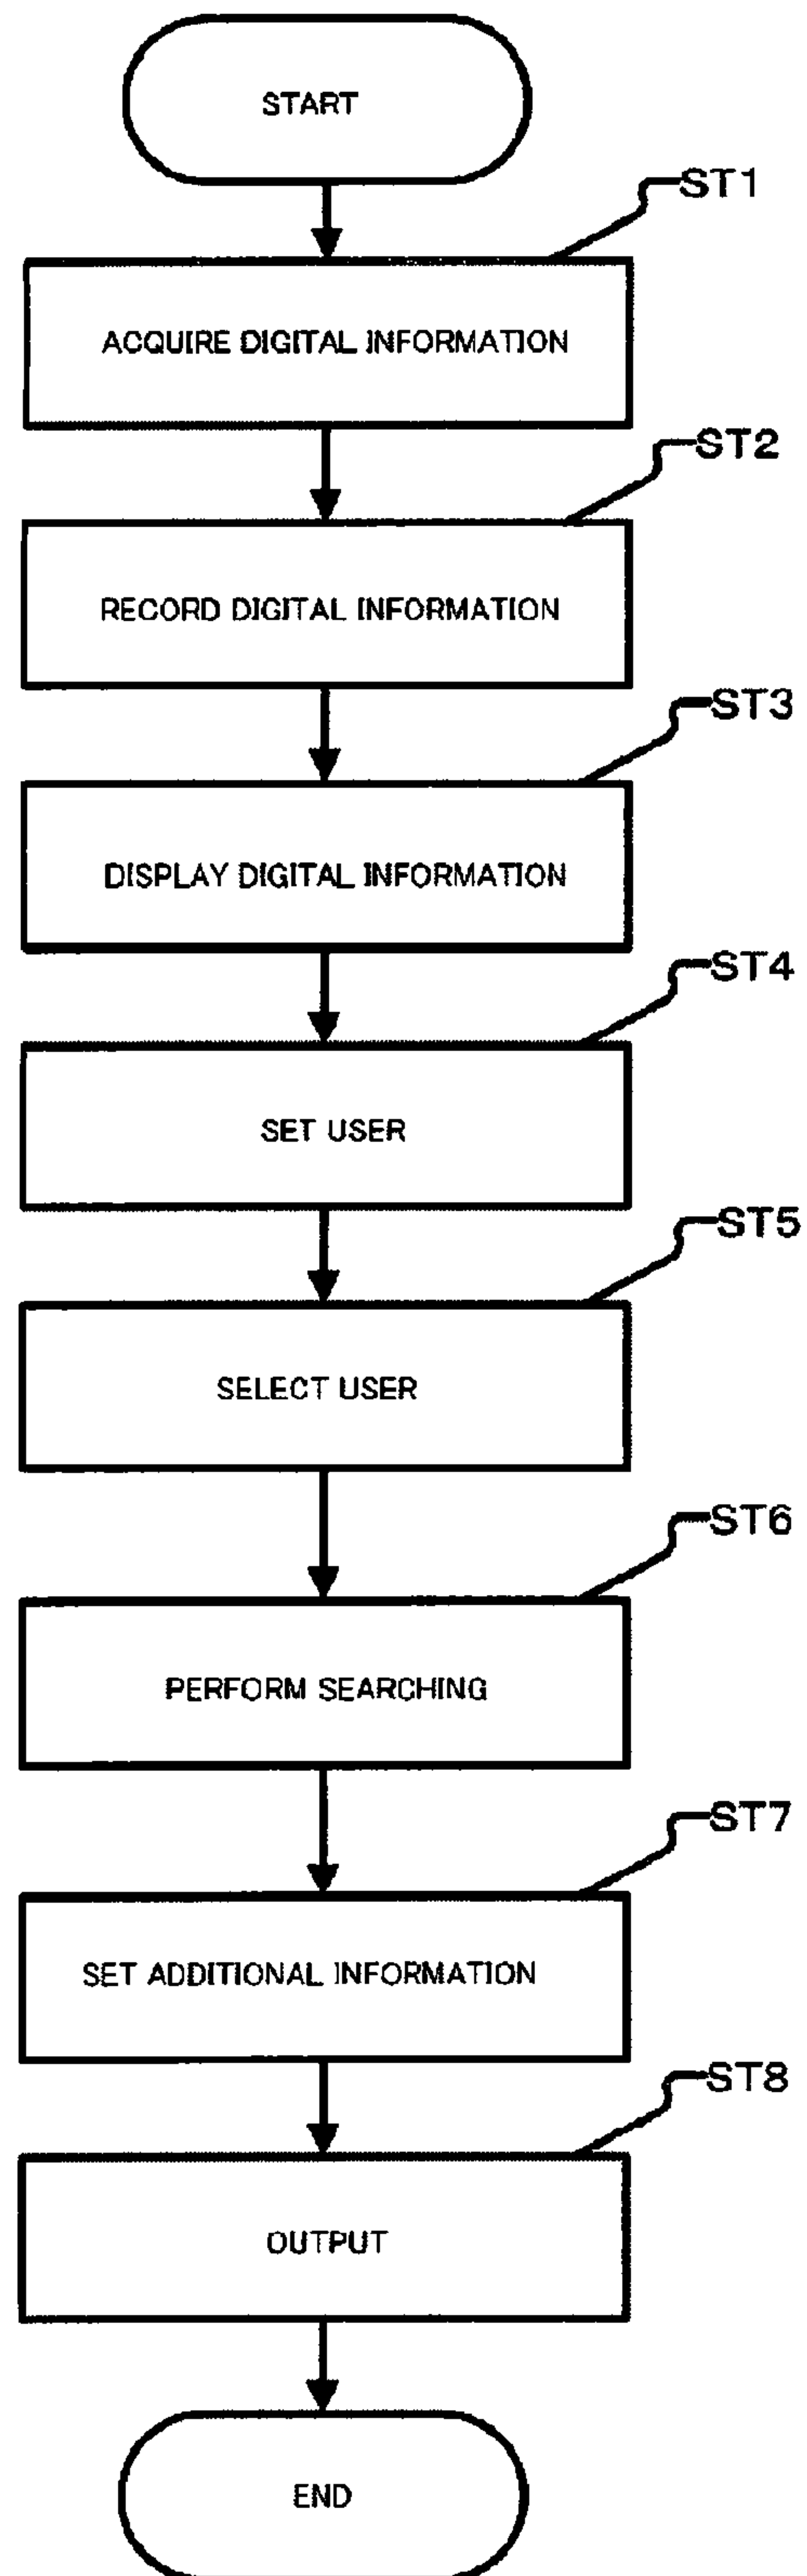 START
ST1
ACQUIRE DIGITAL INFORMATION
ST2
RECORD DIGITAL INFORMATION
ST3
DISPLAY DIGITAL INFORMATION
ST4
SET USER
ST5
SELECT USER
ST6
PERFORM SEARCHING
ST7
SET ADDITIONAL INFORMATION
ST8
OUTPUT
END